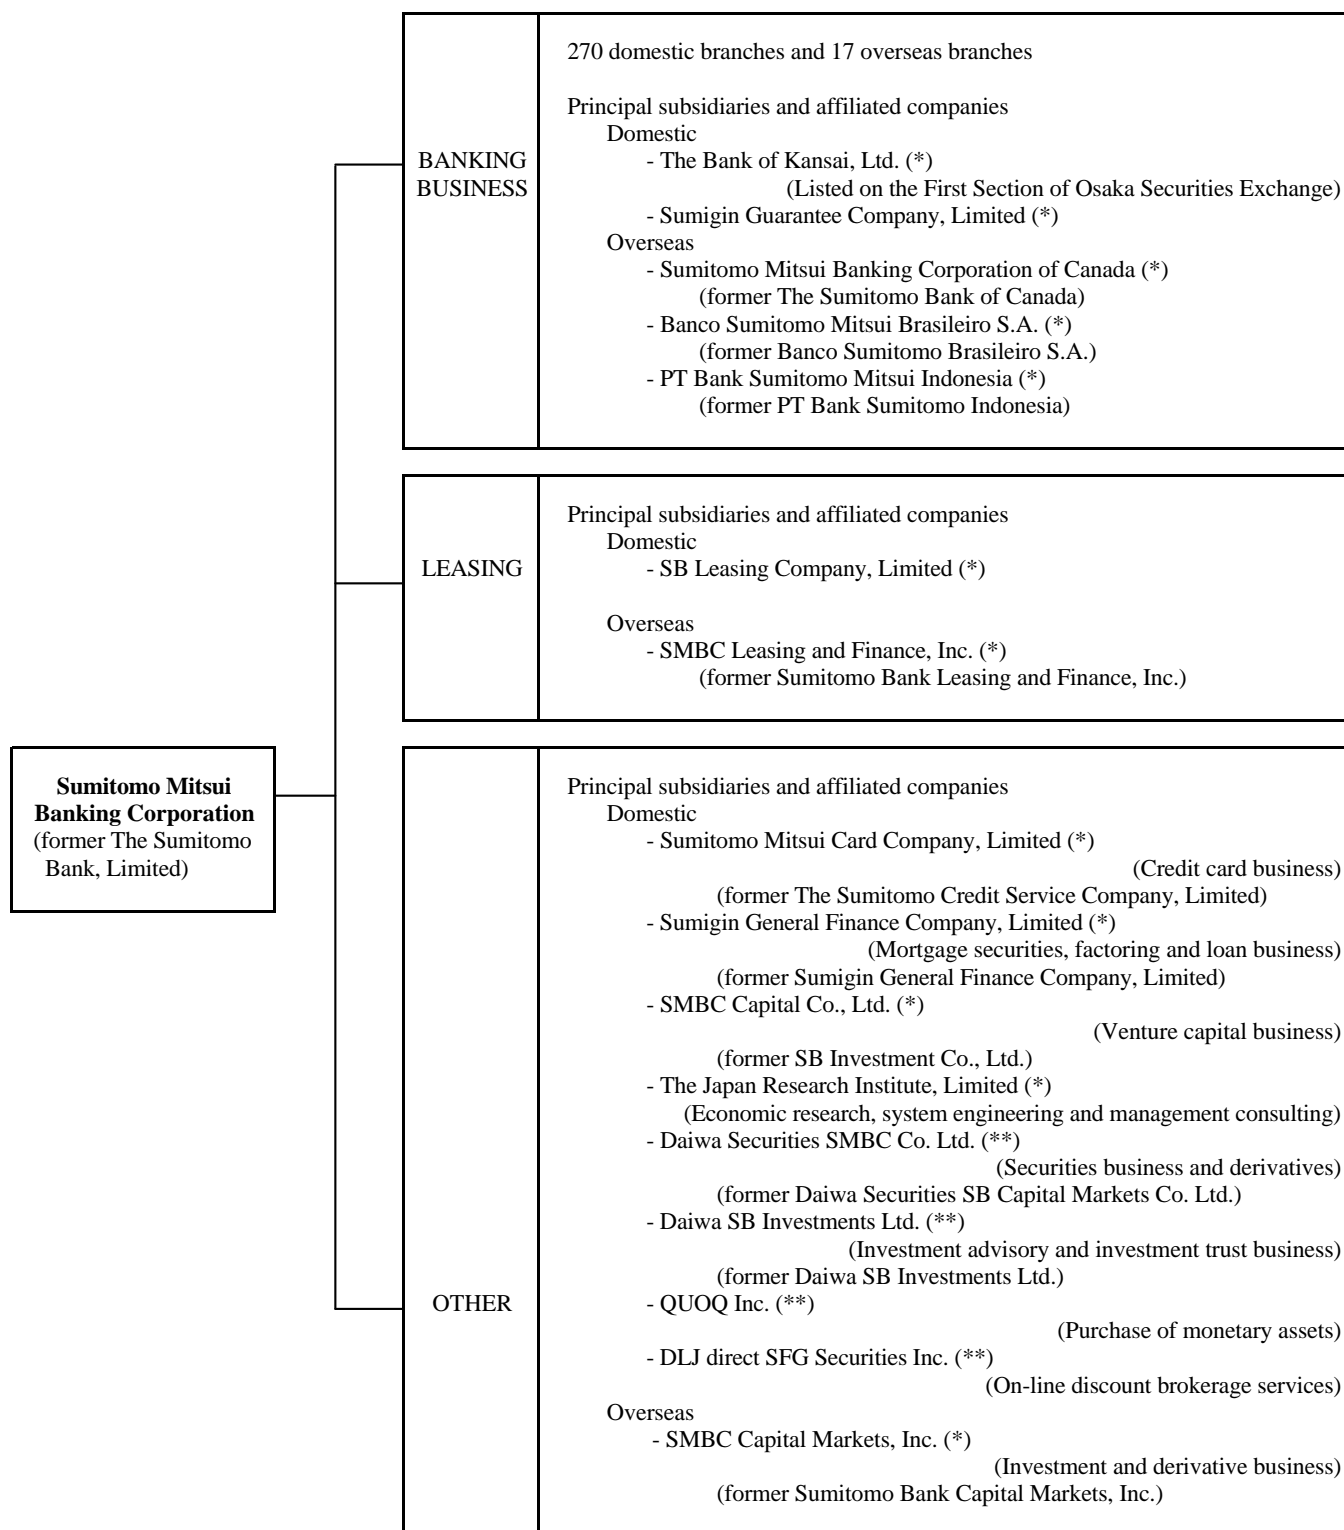 270 domestic branches and 17 overseas branches
Principal subsidiaries and affiliated companies
Domestic
BANKING
BUSINESS
- The Bank of Kansai, Ltd. (*)
(Listed on the First Section of Osaka Securities Exchange)
- Sumigin Guarantee Company, Limited (*)
Overseas
- Sumitomo Mitsui Banking Corporation of Canada (*)
(former The Sumitomo Bank of Canada)
- Banco Sumitomo Mitsui Brasileiro S.A. (*)
(former Banco Sumitomo Brasileiro S.A.)
- PT Bank Sumitomo Mitsui Indonesia (*)
(former PT Bank Sumitomo Indonesia)
Principal subsidiaries and affiliated companies
Domestic
LEASING
- SB Leasing Company, Limited (*)
Overseas
- SMBC Leasing and Finance, Inc. (*)
(former Sumitomo Bank Leasing and Finance, Inc.)
Sumitomo Mitsui
Banking Corporation
(former The Sumitomo
Bank, Limited)
Principal subsidiaries and affiliated companies
Domestic
- Sumitomo Mitsui Card Company, Limited (*)
(Credit card business)
(former The Sumitomo Credit Service Company, Limited)
- Sumigin General Finance Company, Limited (*)
(Mortgage securities, factoring and loan business)
(former Sumigin General Finance Company, Limited)
- SMBC Capital Co., Ltd. (*)
(Venture capital business)
(former SB Investment Co., Ltd.)
- The Japan Research Institute, Limited (*)
(Economic research, system engineering and management consulting)
- Daiwa Securities SMBC Co. Ltd. (**)
(Securities business and derivatives)
(former Daiwa Securities SB Capital Markets Co. Ltd.)
- Daiwa SB Investments Ltd. (**)
(Investment advisory and investment trust business)
(former Daiwa SB Investments Ltd.)
OTHER
- QUOQ Inc. (**)
(Purchase of monetary assets)
- DLJ direct SFG Securities Inc. (**)
(On-line discount brokerage services)
Overseas
- SMBC Capital Markets, Inc. (*)
(Investment and derivative business)
(former Sumitomo Bank Capital Markets, Inc.)